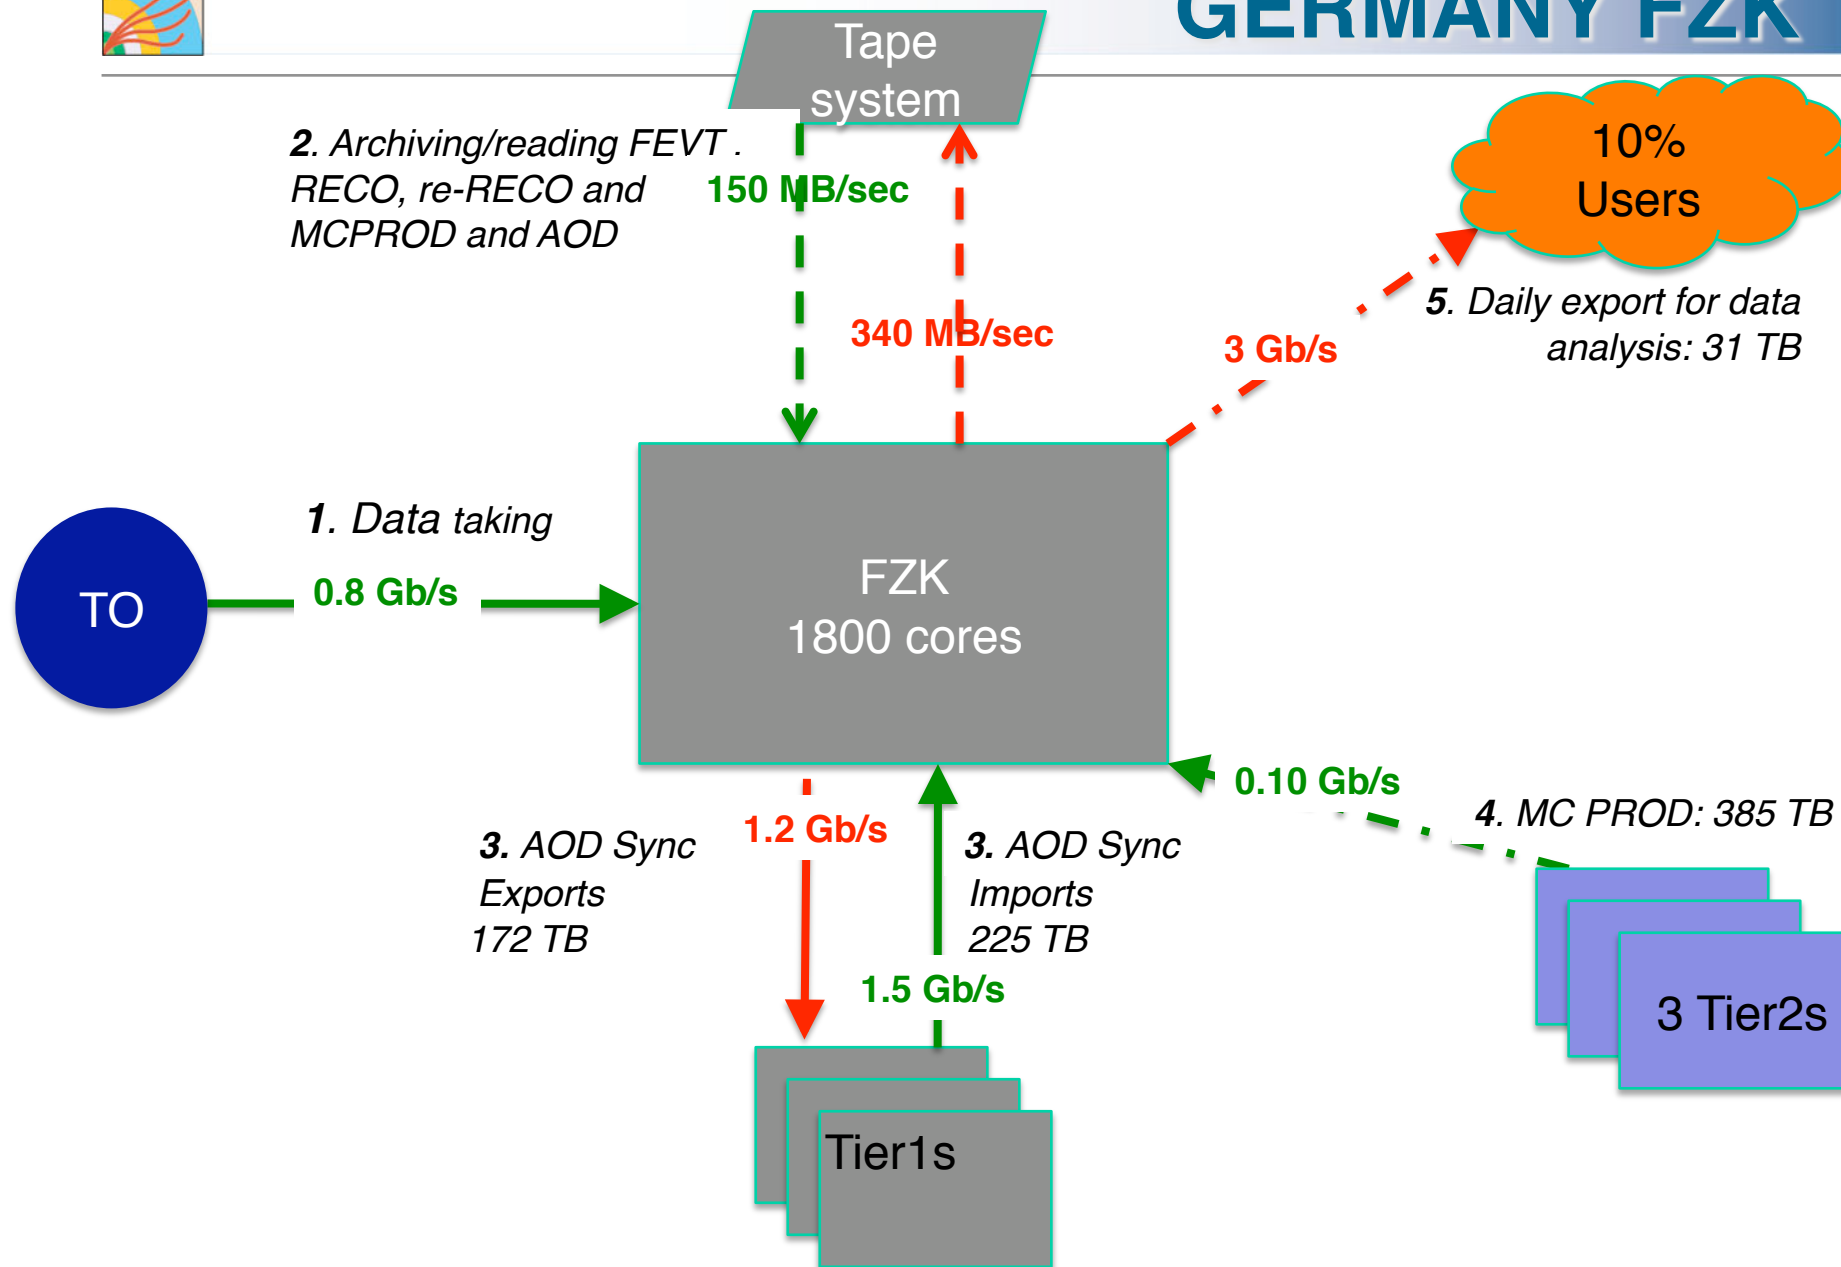 GERMANY FZK
Tape
system
2. Archiving/reading FEVT .
RECO, re-RECO and
MCPROD and AOD
150 MB/sec
340 MB/sec
10%
Users
3 Gb/s
5. Daily export for data
analysis: 31 TB
1. Data taking
0.8 Gb/s
TO
FZK
1800 cores
0.10 Gb/s
4. MC PROD: 385 TB
3. AOD Sync
Exports
172 TB
1.2 Gb/s
3. AOD Sync
Imports
225 TB
1.5 Gb/s
3 Tier2s
Tier1s